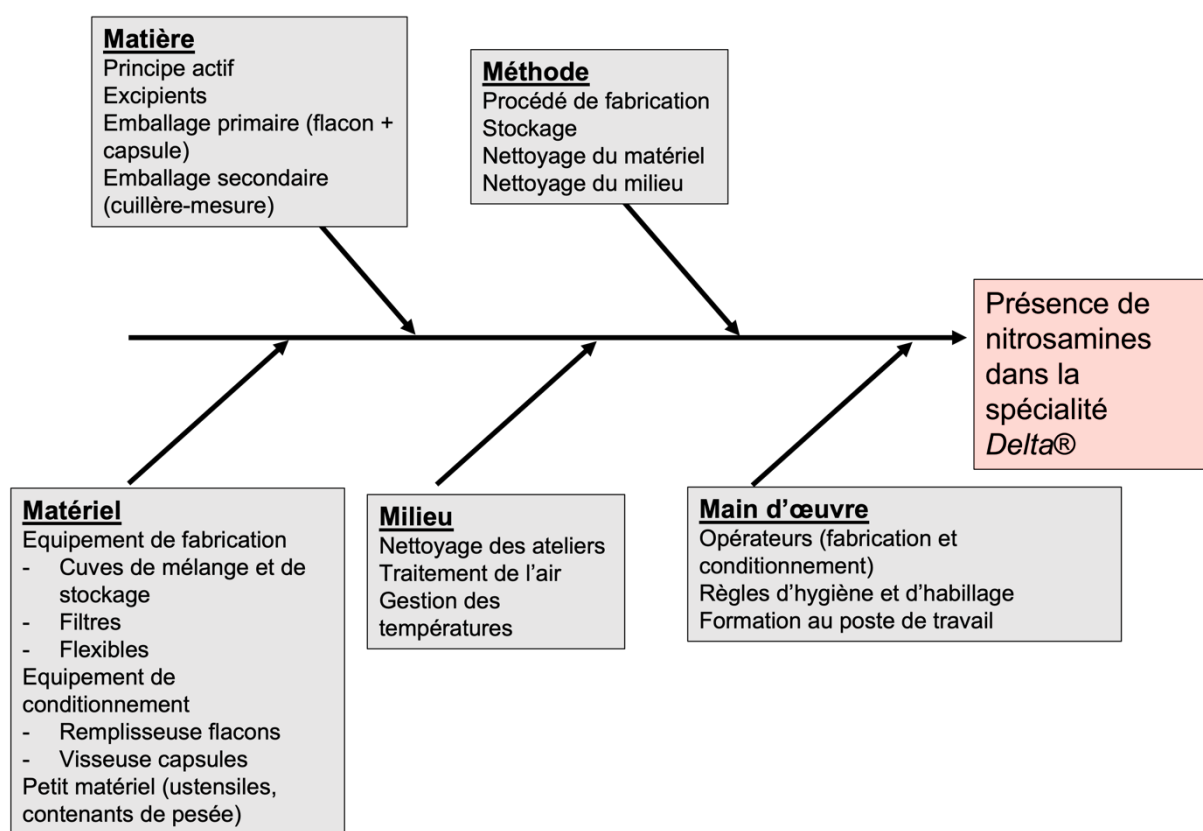 Matière
Principe actif
Excipients
Emballage primaire (flacon +
capsule)
Emballage secondaire
(cuillère-mesure)
Méthode
Procédé de fabrication
Stockage
Nettoyage du matériel
Nettoyage du milieu
Présence de
nitrosamines
dans la
spécialité
Delta®
Matériel
Equipement de fabrication
- Cuves de mélange et de
stockage
- Filtres
- Flexibles
Equipement de
conditionnement
- Remplisseuse flacons
- Visseuse capsules
Petit matériel (ustensiles,
contenants de pesée)
Milieu
Nettoyage des ateliers
Traitement de l'air
Gestion des
températures
Main d'œuvre
Opérateurs (fabrication et
conditionnement)
Règles d'hygiène et d'habillage
Formation au poste de travail